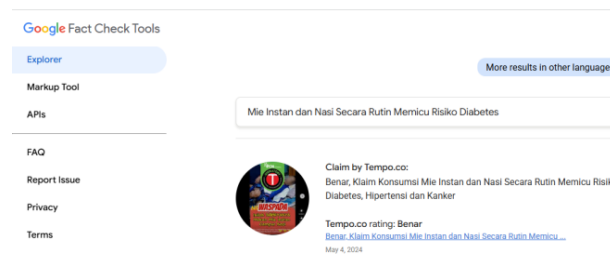 Google Fact Check Tools
Explorer
Markup Tool
APIs
FAQ
Report Issue
Privacy
Terms
More results in other language
Mie Instan dan Nasi Secara Rutin Memicu Risiko Diabetes
Claim by Tempo.co:
Benar, Klaim Konsumsi Mie Instan dan Nasi Secara Rutin Memicu Risik
Diabetes, Hipertensi dan Kanker
Tempo.co rating: Benar
Benar, Klaim Konsumsi Mie Instan dan Nasi Secara Rutin Memicu ...
May 4, 2024
WASPADA